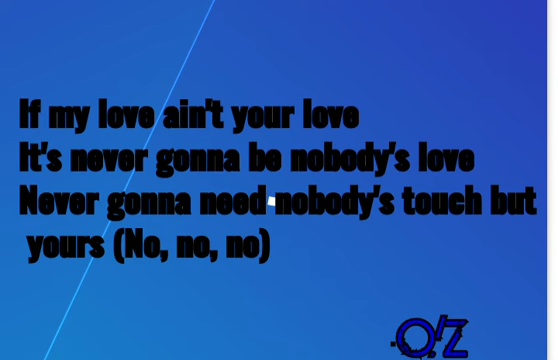 If my love ain't your love
It's never gonna be nobody's love
Never gonna need nobody's touch but
yours (No, no, no)
O'Z